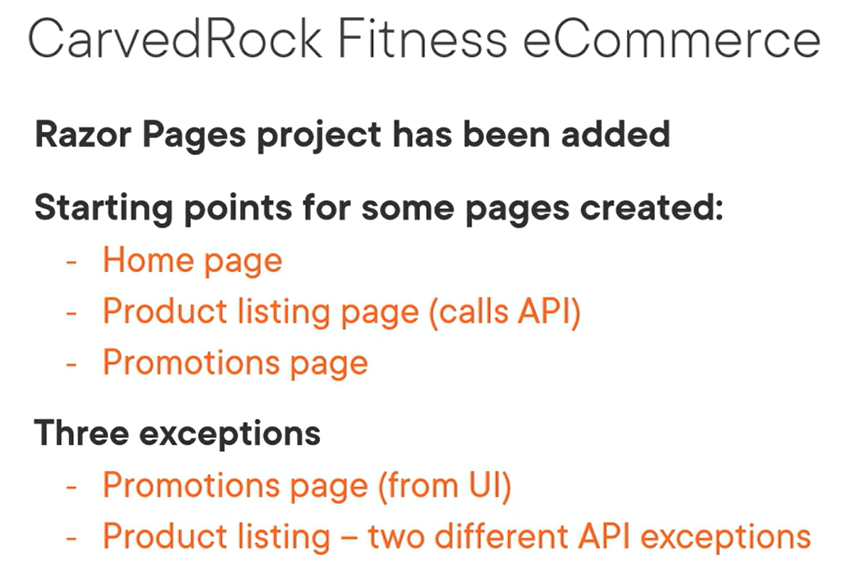 CarvedRock Fitness eCommerce
Razor Pages project has been added
Starting points for some pages created:
- Home page
- Product listing page (calls API)
- Promotions page
Three exceptions
- Promotions page (from UI)
- Product listing – two different API exceptions